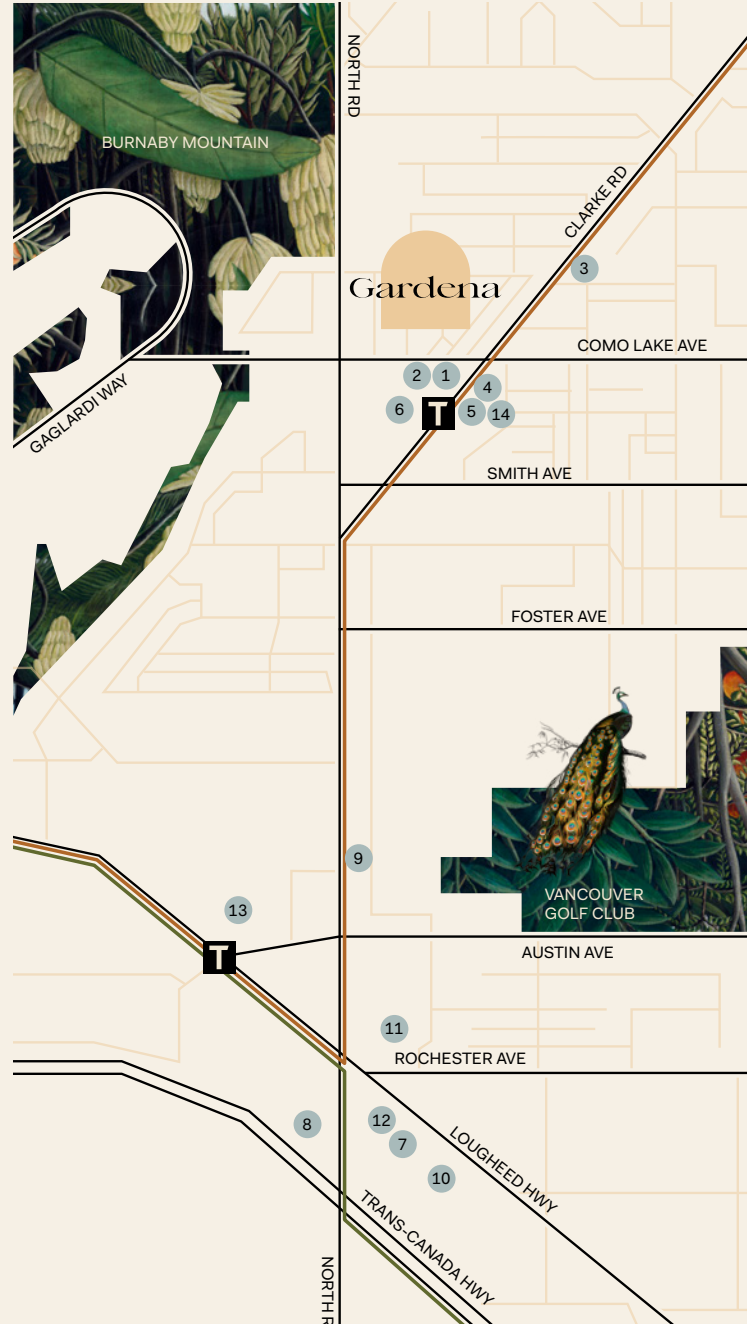 NORTH RD
BURNABY MOUNTAIN
CLARKE RD
3
Gardena
COMO LAKE AVE
2
1
4
6
T
5
14
GAGLARDI WAY
SMITH AVE
FOSTER AVE
9
VANCOUVER
GOLF CLUB
13
T
AUSTIN AVE
11
ROCHESTER AVE
8
12
7
10
LOUGHEED HWY
TRANS-CANADA HWY
NORTH R